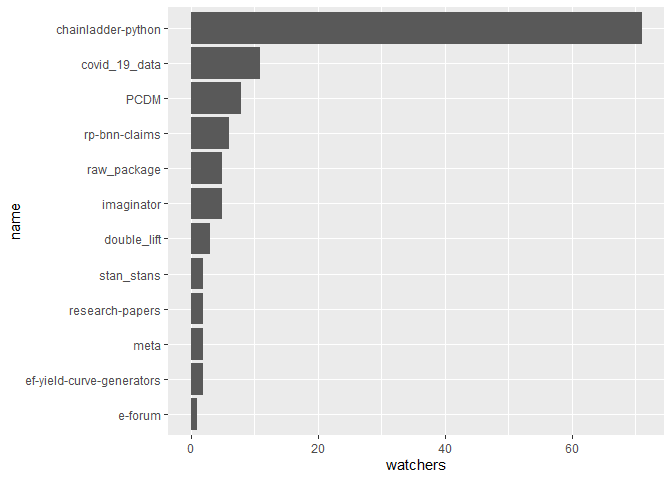 chainladder-python
covid_19_data
PCDM
rp-bnn-claims
raw_package
imaginator
double_lift
stan_stans
research-papers
meta
ef-yield-curve-generators
e-forum
name
0 20 40 60
watchers